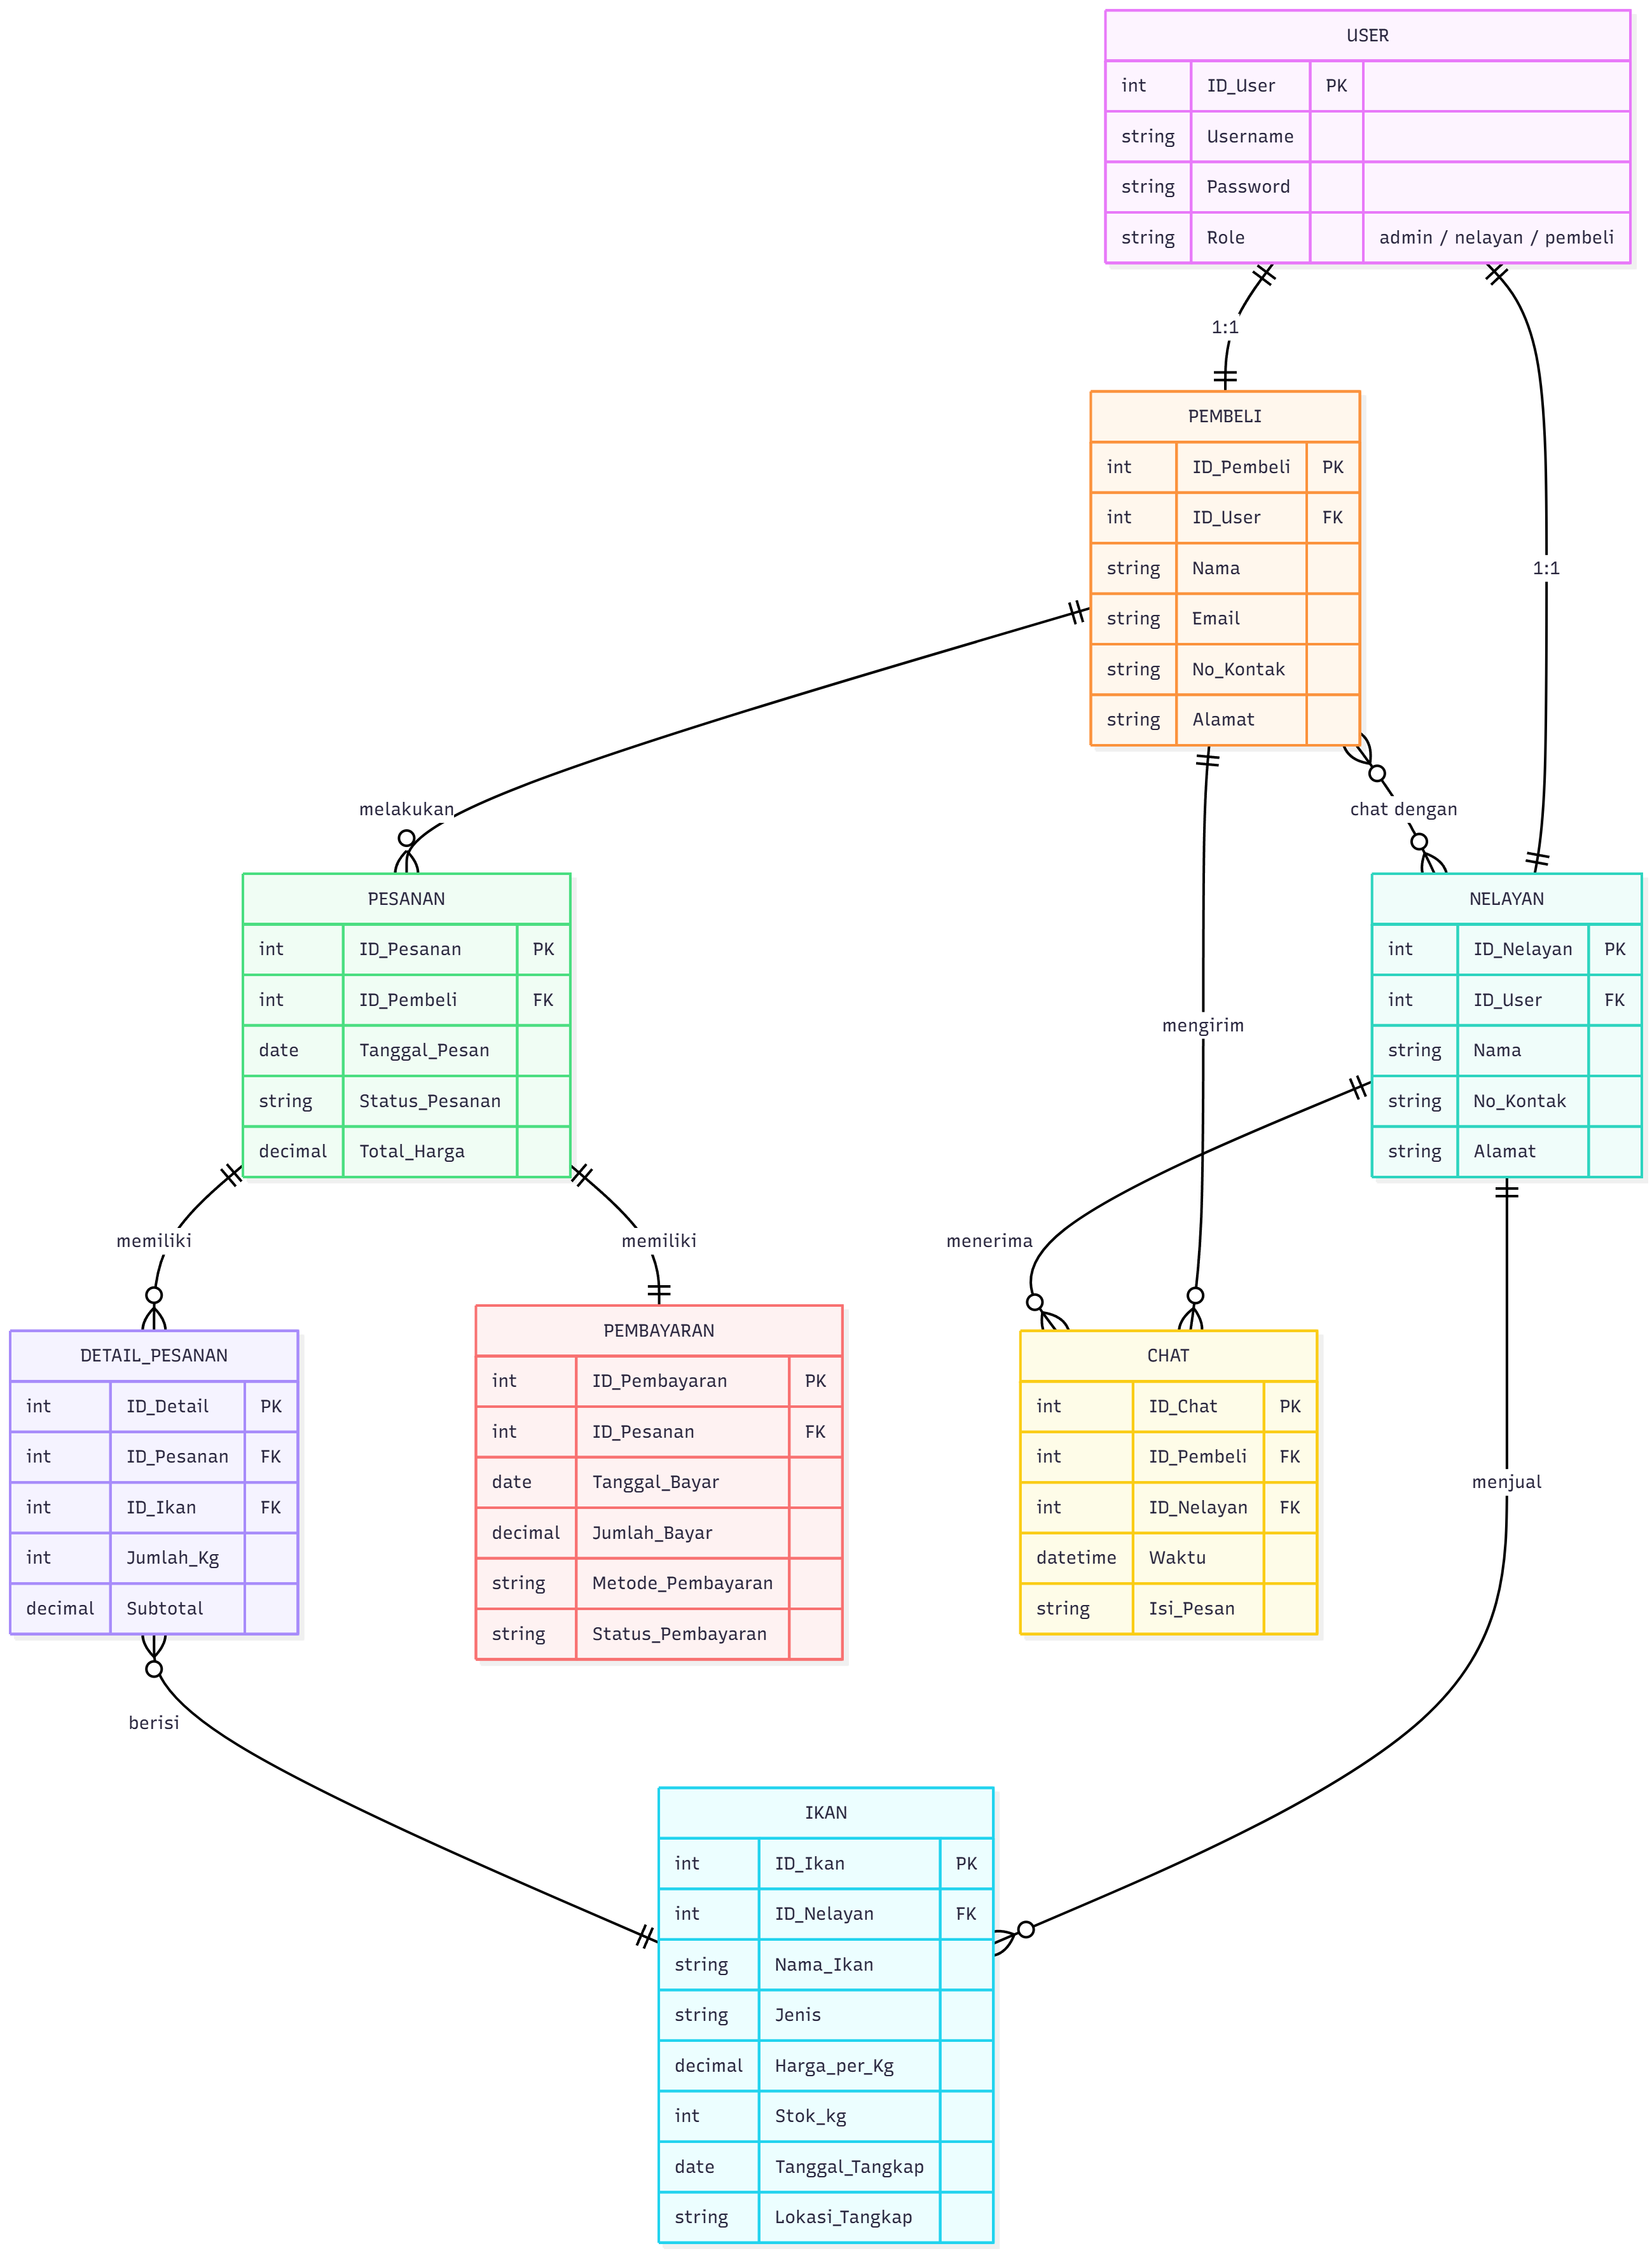 USER
int ID_User PK
string Username
string Password
string Role admin / nelayan / pembeli
1:1
PEMBELI
int ID_Pembeli PK
int ID_User FK
string Nama
string Email
string No_Kontak
string Alamat
1:1
melakukan
chat dengan
PESANAN
int ID_Pesanan PK
int ID_Pembeli FK
date Tanggal_Pesan
string Status_Pesanan
decimal Total_Harga
mengirim
NELAYAN
int ID_Nelayan PK
int ID_User FK
string Nama
string No_Kontak
string Alamat
memiliki
memiliki
menerima
DETAIL_PESANAN
int ID_Detail PK
int ID_Pesanan FK
int ID_Ikan FK
int Jumlah_Kg
decimal Subtotal
PEMBAYARAN
int ID_Pembayaran PK
int ID_Pesanan FK
date Tanggal_Bayar
decimal Jumlah_Bayar
string Metode_Pembayaran
string Status_Pembayaran
CHAT
int ID_Chat PK
int ID_Pembeli FK
int ID_Nelayan FK
datetime Waktu
string Isi_Pesan
menjual
berisi
IKAN
int ID_Ikan PK
int ID_Nelayan FK
string Nama_Ikan
string Jenis
decimal Harga_per_Kg
int Stok_kg
date Tanggal_Tangkap
string Lokasi_Tangkap